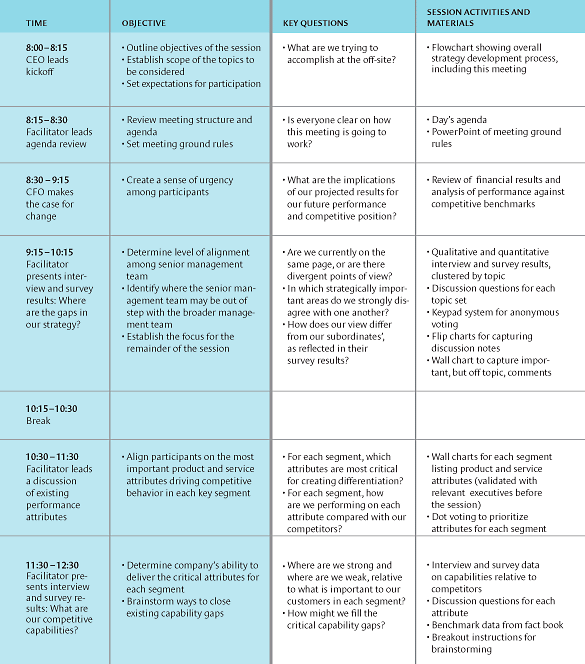 TIME
OBJECTIVE
KEY QUESTIONS
SESSION ACTIVITIES AND
MATERIALS
8:00–8:15
CEO leads
kickoff
• Outline objectives of the session
• Establish scope of the topics to
be considered
• Set expectations for participation
• What are we trying to
accomplish at the off-site?
• Flowchart showing overall
strategy development process,
including this meeting
8:15–8:30
Facilitator leads
agenda review
• Review meeting structure and
agenda
• Set meeting ground rules
• Is everyone clear on how
this meeting is going to
work?
• Day's agenda
• PowerPoint of meeting ground
rules
8:30–9:15
CFO makes
the case for
change
• Create a sense of urgency
among participants
• What are the implications
of our projected results for
our future performance
and competitive position?
• Review of financial results and
analysis of performance against
competitive benchmarks
9:15–10:15
Facilitator
presents inter-
view and survey
results: Where
are the gaps in
our strategy?
• Determine level of alignment
among senior management
team
• Identify where the senior man-
agement team may be out of
step with the broader manage-
ment team
• Establish the focus for the
remainder of the session
• Are we currently on the
same page, or are there
divergent points of view?
• In which strategically impor-
tant areas do we strongly dis-
agree with one another?
• How does our view differ
from our subordinates',
as reflected in their
survey results?
• Qualitative and quantitative
interview and survey results,
clustered by topic
• Discussion questions for each
topic set
• Keypad system for anonymous
voting
• Flip charts for capturing
discussion notes
• Wall chart to capture impor-
tant, but off topic, comments
10:15–10:30
Break
10:30–11:30
Facilitator leads
a discussion
of existing
performance
attributes
• Align participants on the most
important product and service
attributes driving competitive
behavior in each key segment
• For each segment, which
attributes are most critical
for creating differentiation?
• For each segment, how
are we performing on each
attribute compared with our
competitors?
• Wall charts for each segment
listing product and service
attributes (validated with
relevant executives before
the session)
• Dot voting to prioritize
attributes for each segment
11:30–12:30
Facilitator pre-
sents interview
and survey re-
sults: What are
our competitive
capabilities?
• Determine company's ability to
deliver the critical attributes for
each segment
• Brainstorm ways to close
existing capability gaps
• Where are we strong and
where are we weak, relative
to what is important to our
customers in each segment?
• How might we fill the
critical capability gaps?
• Interview and survey data
on capabilities relative to
competitors
• Discussion questions for each
attribute
• Benchmark data from fact book
• Breakout instructions for
brainstorming